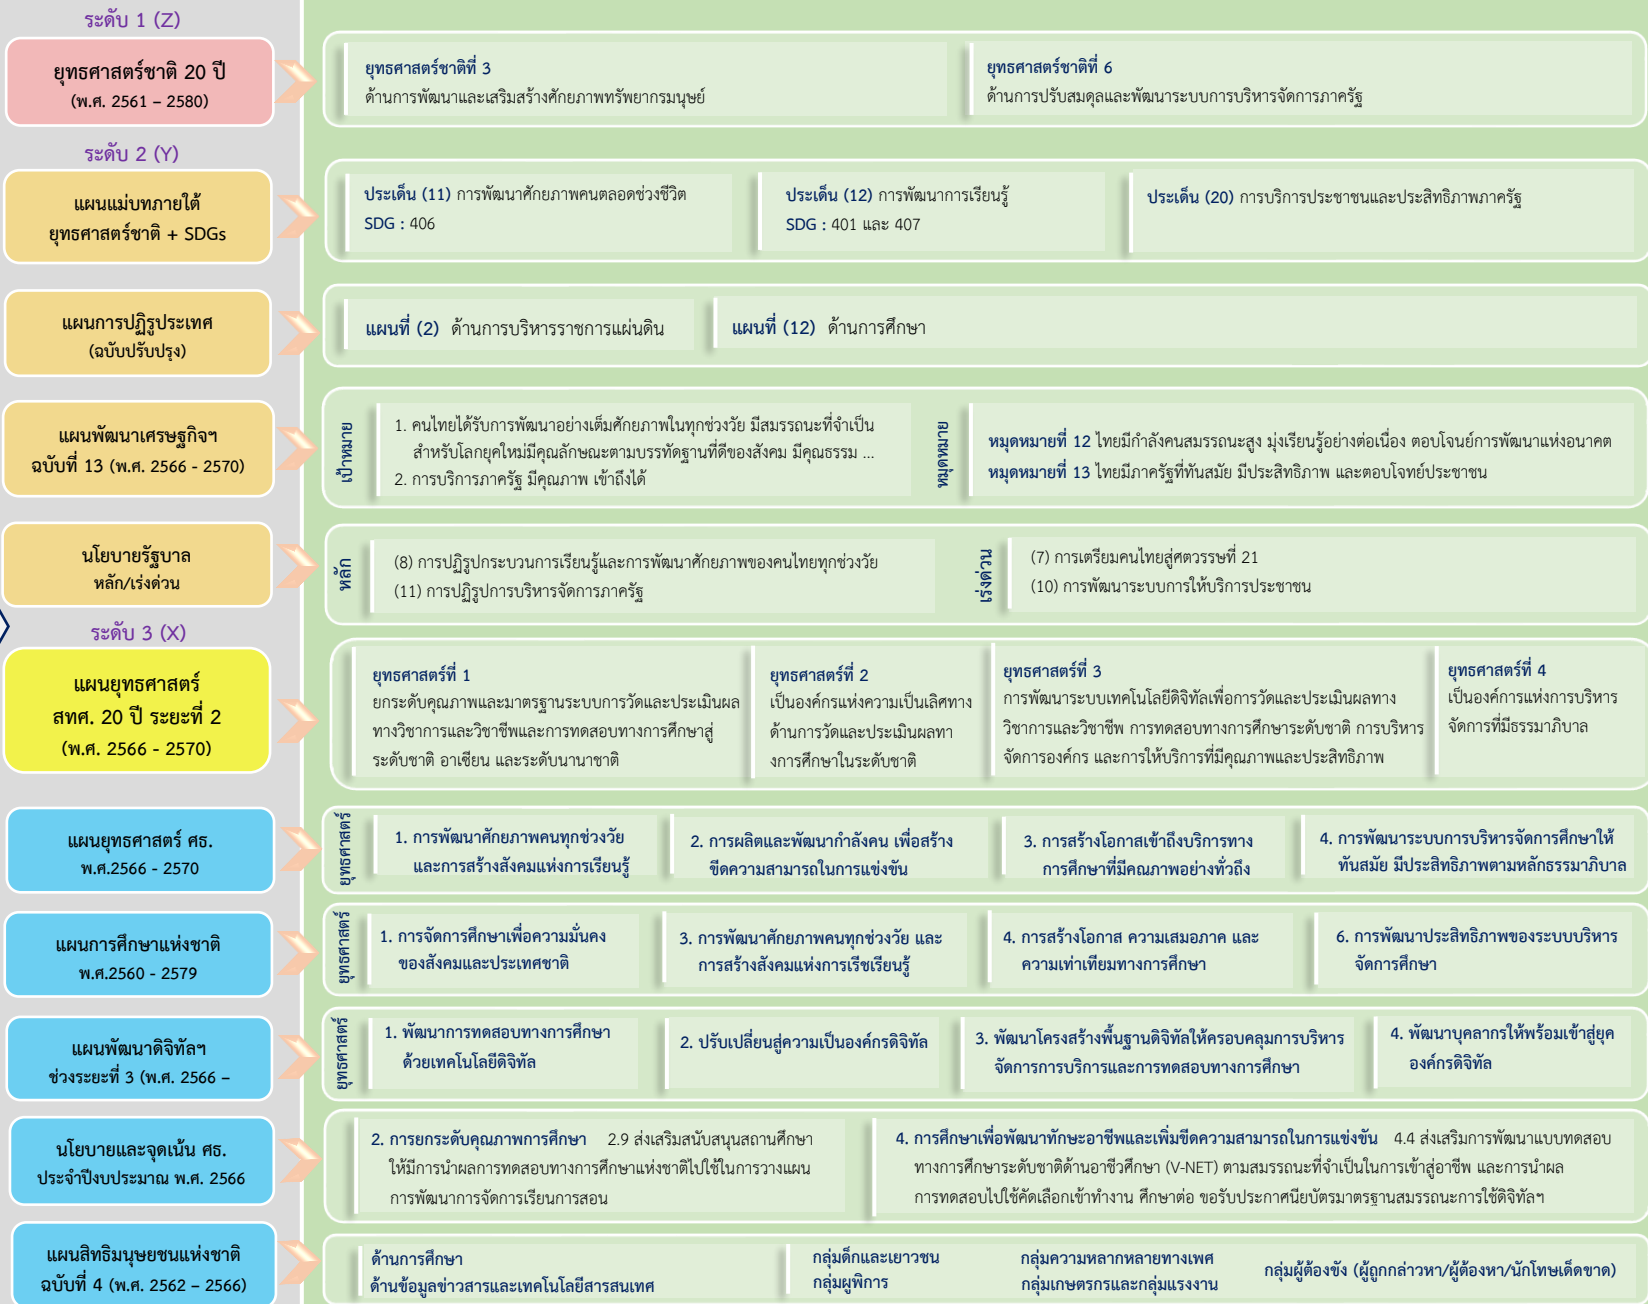 ระดับ 1 (Z)
ยุทธศาสตร์ชาติ 20 ปี
(พ.ศ. 2561 – 2580)
ยุทธศาสตร์ชาติที่ 3
ด้านการพัฒนาและเสริมสร้างศักยภาพทรัพยากรมนุษย์
ยุทธศาสตร์ชาติที่ 6
ด้านการปรับสมดุลและพัฒนาระบบการบริหารจัดการภาครัฐ
ระดับ 2 (Y)
แผนแม่บทภายใต้
ยุทธศาสตร์ชาติ + SDGs
ประเด็น (11) การพัฒนาศักยภาพคนตลอดช่วงชีวิต
SDG : 406
ประเด็น (12) การพัฒนาการเรียนรู้
SDG : 401 และ 407
ประเด็น (20) การบริการประชาชนและประสิทธิภาพภาครัฐ
แผนการปฏิรูประเทศ
(ฉบับปรับปรุง)
แผนที่ (2) ด้านการบริหารราชการแผ่นดิน
แผนที่ (12) ด้านการศึกษา
แผนพัฒนาเศรษฐกิจฯ
ฉบับที่ 13 (พ.ศ. 2566 - 2570)
เป้าหมาย
1. คนไทยได้รับการพัฒนาอย่างเต็มศักยภาพในทุกช่วงวัย มีสมรรถนะที่จำเป็น
สำหรับโลกยุคใหม่มีคุณลักษณะตามบรรทัดฐานที่ดีของสังคม มีคุณธรรม ...
2. การบริการภาครัฐ มีคุณภาพ เข้าถึงได้
หมุดหมาย
หมุดหมายที่ 12 ไทยมีกำลังคนสมรรถนะสูง มุ่งเรียนรู้อย่างต่อเนื่อง ตอบโจนย์การพัฒนาแห่งอนาคต
หมุดหมายที่ 13 ไทยมีภาครัฐที่ทันสมัย มีประสิทธิภาพ และตอบโจทย์ประชาชน
นโยบายรัฐบาล
หลัก/เร่งด่วน
หลัก
(8) การปฏิรูปกระบวนการเรียนรู้และการพัฒนาศักยภาพของคนไทยทุกช่วงวัย
(11) การปฏิรูปการบริหารจัดการภาครัฐ
เร่งด่วน
(7) การเตรียมคนไทยสู่ศตวรรษที่ 21
(10) การพัฒนาระบบการให้บริการประชาชน
ระดับ 3 (X)
แผนยุทธศาสตร์
สทศ. 20 ปี ระยะที่ 2
(พ.ศ. 2566 - 2570)
ยุทธศาสตร์ที่ 1
ยกระดับคุณภาพและมาตรฐานระบบการวัดและประเมินผล
ทางวิชาการและวิชาชีพและการทดสอบทางการศึกษาสู่
ระดับชาติ อาเซียน และระดับนานาชาติ
ยุทธศาสตร์ที่ 2
เป็นองค์กรแห่งความเป็นเลิศทาง
ด้านการวัดและประเมินผลทา
งการศึกษาในระดับชาติ
ยุทธศาสตร์ที่ 3
การพัฒนาระบบเทคโนโลยีดิจิทัลเพื่อการวัดและประเมินผลทาง
วิชาการและวิชาชีพ การทดสอบทางการศึกษาระดับชาติ การบริหาร
จัดการองค์กร และการให้บริการที่มีคุณภาพและประสิทธิภาพ
ยุทธศาสตร์ที่ 4
เป็นองค์การแห่งการบริหาร
จัดการที่มีธรรมาภิบาล
แผนยุทธศาสตร์ ศธ.
พ.ศ.2566 - 2570
ยุทธศาสตร์
1. การพัฒนาศักยภาพคนทุกช่วงวัย
และการสร้างสังคมแห่งการเรียนรู้
2. การผลิตและพัฒนากำลังคน เพื่อสร้าง
ขีดความสามารถในการแข่งขัน
3. การสร้างโอกาสเข้าถึงบริการทาง
การศึกษาที่มีคณภาพอย่างทั่วถึง
4. การพัฒนาระบบการบริหารจัดการศึกษาให้
ทันสมัย มีประสิทธิภาพตามหลักธรรมาภิบาล
แผนการศึกษาแห่งชาติ
พ.ศ.2560 - 2579
ยุทธศาสตร์
1. การจัดการศึกษาเพื่อความมั่นคง
ของสังคมและประเทศชาติ
3. การพัฒนาศักยภาพคนทุกช่วงวัย และ
การสร้างสังคมแห่งการเรีชเรียนรู้
4. การสร้างโอกาส ความเสมอภาค และ
ความเท่าเทียมทางการศึกษา
6. การพัฒนาประสิทธิภาพของระบบบริหาร
จัดการศึกษา
แผนพัฒนาดิจิทัลฯ
ช่วงระยะที่ 3 (พ.ศ. 2566 –
ยุทธศาสตร์
1. พัฒนาการทดสอบทางการศึกษา
ด้วยเทคโนโลยีดิจิทัล
2. ปรับเปลี่ยนสู่ความเป็นองค์กรดิจิทัล
3. พัฒนาโครงสร้างพื้นฐานดิจิทัลให้ครอบคลุมการบริหาร
จัดการการบริการและการทดสอบทางการศึกษา
4. พัฒนาบุคลากรให้พร้อมเข้าสู่ยุค
องค์กรดิจิทัล
นโยบายและจุดเน้น ศธ.
ประจำปีงบประมาณ พ.ศ. 2566
2. การยกระดับคุณภาพการศึกษา 2.9 ส่งเสริมสนับสนุนสถานศึกษา
ให้มีการนำผลการทดสอบทางการศึกษาแห่งชาติไปใช้ในการวางแผน
การพัฒนาการจัดการเรียนการสอน
4. การศึกษาเพื่อพัฒนาทักษะอาชีพและเพิ่มขีดความสามารถในการแข่งขัน 4.4 ส่งเสริมการพัฒนาแบบทดสอบ
ทางการศึกษาระดับชาติด้านอาชีวศึกษา (V-NET) ตามสมรรถนะที่จำเป็นในการเข้าสู่อาชีพ และการนำผล
การทดสอบไปใช้คัดเลือกเข้าทำงาน ศึกษาต่อ ขอรับประกาศนียบัตรมาตรฐานสมรรถนะการใช้ดิจิทัลฯ
แผนสิทธิมนุษยชนแห่งชาติ
ฉบับที่ 4 (พ.ศ. 2562 – 2566)
ด้านการศึกษา
ด้านข้อมูลข่าวสารและเทคโนโลยีสารสนเทศ
กลุ่มด็กและเยาวชน
กลุ่มผูพิการ
กลุ่มความหลากหลายทางเพศ
กลุ่มเกษตรกรและกลุ่มแรงงาน
กลุ่มผู้ต้องขัง (ผู้ถูกกล่าวหา/ผู้ต้องหา/นักโทษเด็ดขาด)